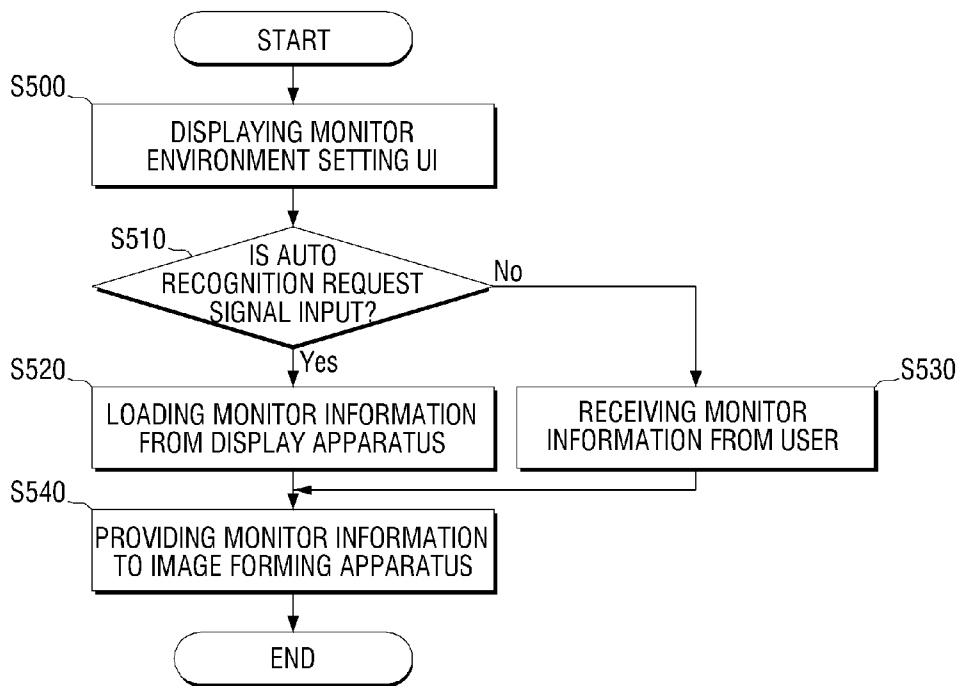 START
S500
DISPLAYING MONITOR
ENVIRONMENT SETTING UI
S510
IS AUTO
RECOGNITION REQUEST
SIGNAL INPUT?
No
Yes
S520
LOADING MONITOR INFORMATION
FROM DISPLAY APPARATUS
S530
RECEIVING MONITOR
INFORMATION FROM USER
S540
PROVIDING MONITOR INFORMATION
TO IMAGE FORMING APPARATUS
END